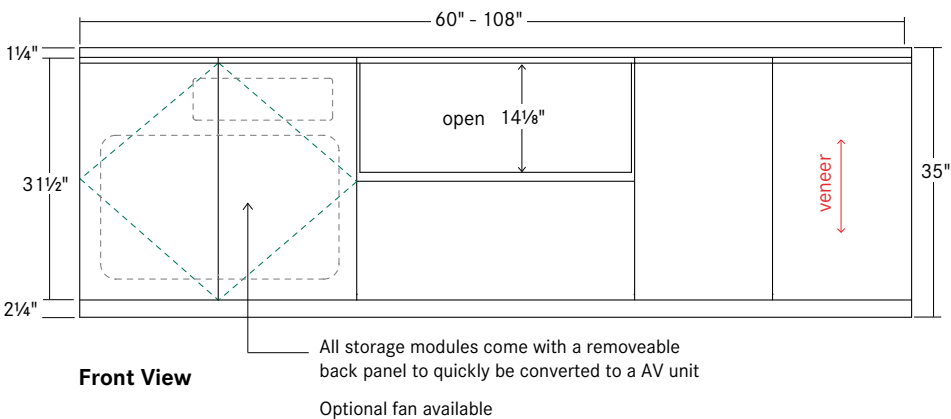 60" - 108"
1¼"
open 14⅛"
31½"
veneer
35"
2¼"
All storage modules come with a removeable
back panel to quickly be converted to a AV unit
Front View
Optional fan available